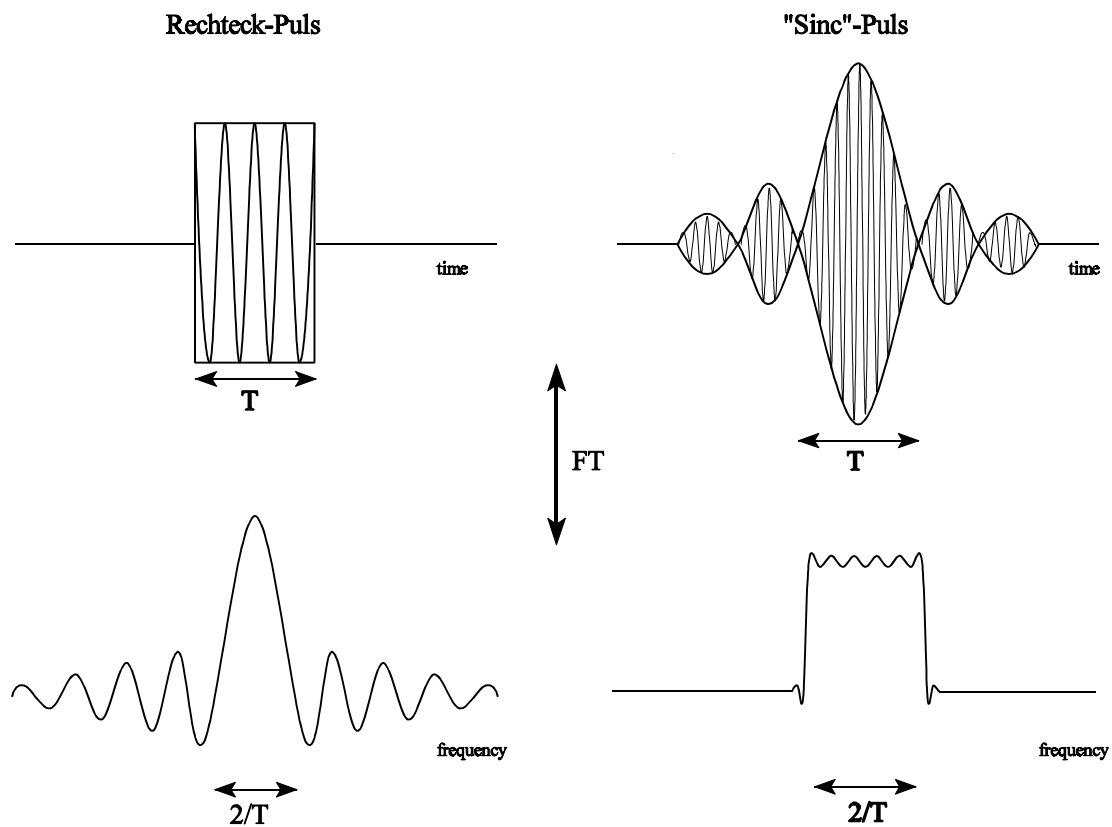 Rechteck-Puls
"Sinc"-Puls
time
time
T
T
FT
frequency
frequency
2/T
2/T